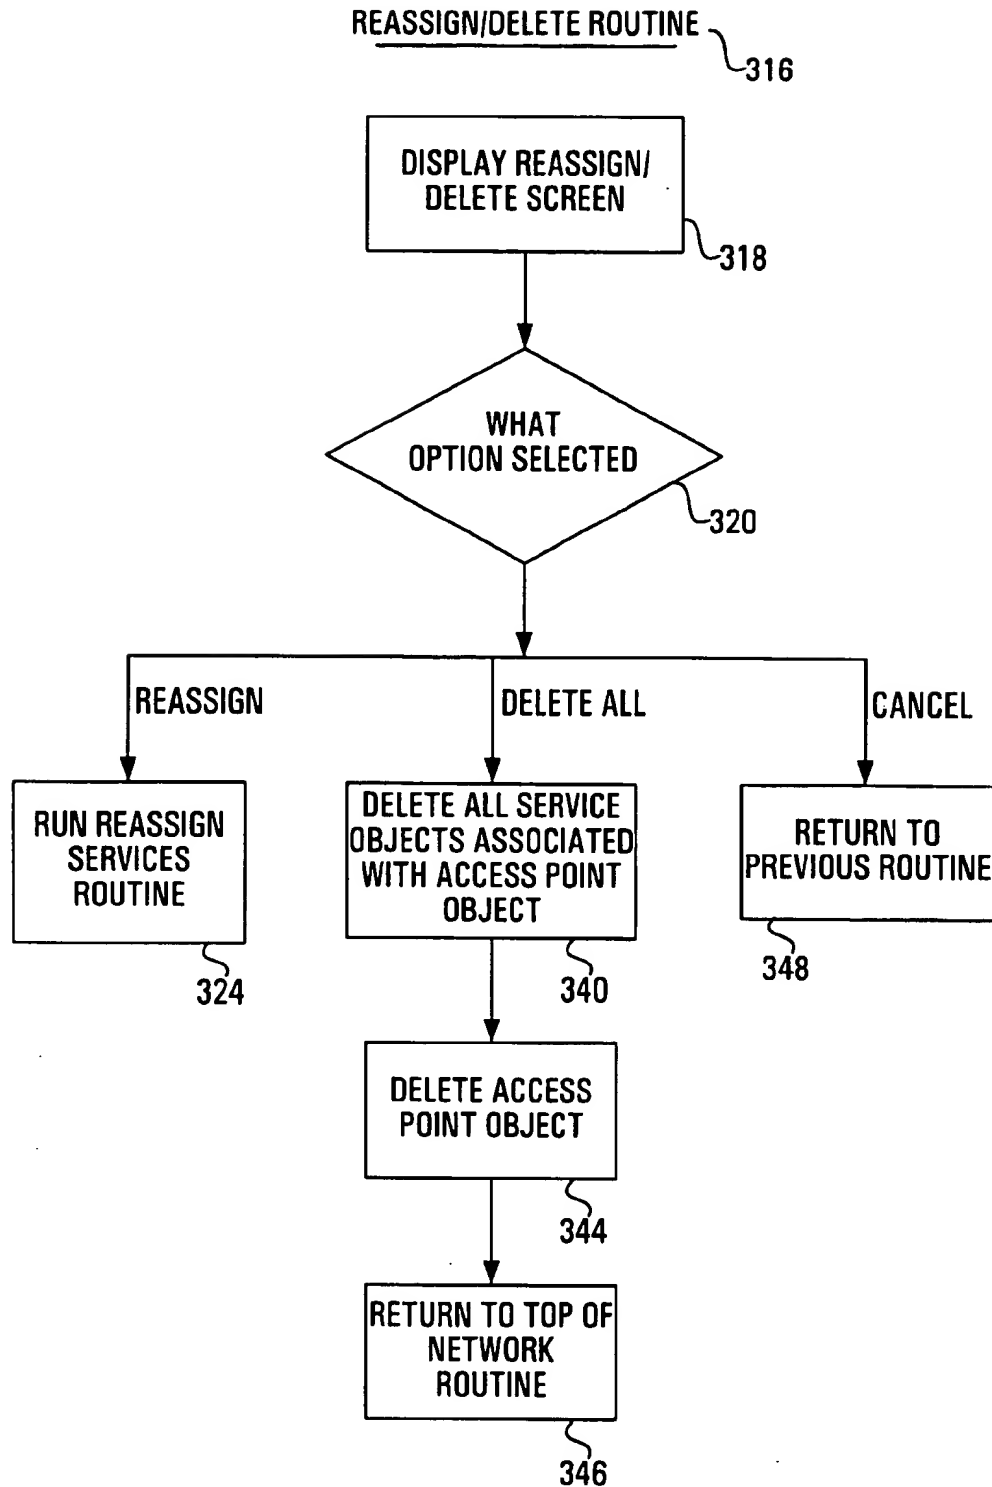 REASSIGN/DELETE ROUTINE
316
DISPLAY REASSIGN/
DELETE SCREEN
318
WHAT
OPTION SELECTED
320
REASSIGN
DELETE ALL
CANCEL
RUN REASSIGN
SERVICES
ROUTINE
324
DELETE ALL SERVICE
OBJECTS ASSOCIATED
WITH ACCESS POINT
OBJECT
340
RETURN TO
PREVIOUS ROUTINE
348
DELETE ACCESS
POINT OBJECT
344
RETURN TO TOP OF
NETWORK
ROUTINE
346